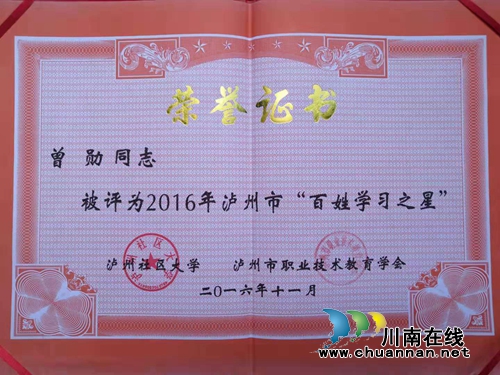 荣誉证书
曾 勋同志
被评为2016年泸州市“百姓学习之星”
泸州社区大学 泸州市职业技术教育学会
二〇一六年十一月
川南在线
www.chuannan.net